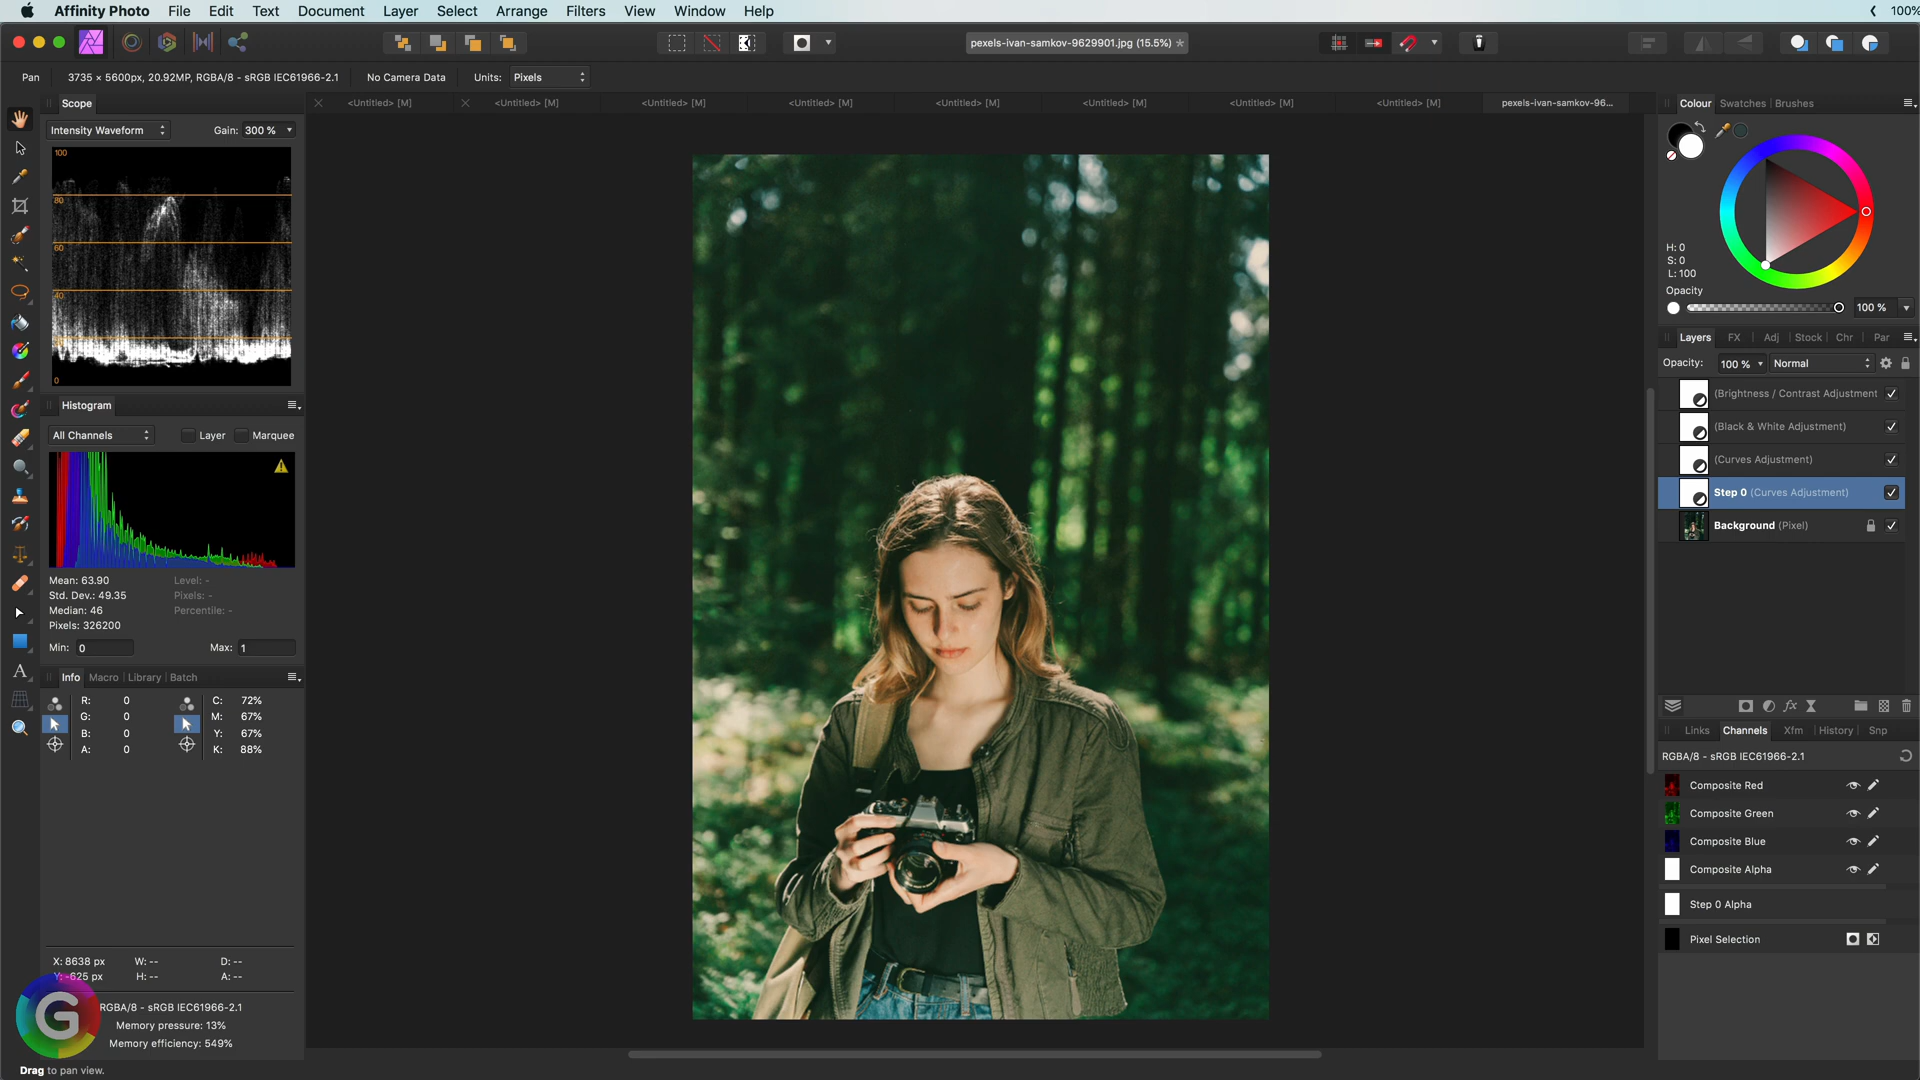 Affinity Photo File Edit Text Document Layer Select Arrange Filters View Window Help 100%
pexels-ivan-samkov-9629901.jpg (15.5%)
Pan 3735 × 5600px, 20.92MP, RGBA/8 - sRGB IEC61966-2.1 No Camera Data Units: Pixels
Scope
<Untitled> [M] <Untitled> [M] <Untitled> [M] <Untitled> [M] <Untitled> [M] <Untitled> [M] <Untitled> [M] <Untitled> [M] pexels-ivan-samkov-96...
Intensity Waveform Gain: 300 %
100
80
60
40
0
Histogram
All Channels Layer Marquee
Mean: 63.90 Level: -
Std. Dev.: 49.35 Pixels: -
Median: 46 Percentile: -
Pixels: 326200
Min: 0 Max: 1
Info Macro Library Batch
R: 0 C: 72%
G: 0 M: 67%
B: 0 Y: 67%
A: 0 K: 88%
X: 8638 px W: -- D: --
Y: -625 px H: -- A: --
G
RGBA/8 - sRGB IEC61966-2.1
Memory pressure: 13%
Memory efficiency: 549%
Drag to pan view.
Colour Swatches Brushes
H: 0
S: 0
L: 100
Opacity
100 %
Layers FX Adj Stock Chr Par
Opacity: 100 % Normal
(Brightness / Contrast Adjustment
(Black & White Adjustment)
(Curves Adjustment)
Step 0 (Curves Adjustment)
Background (Pixel)
fx
Links Channels Xfm History Snp
RGBA/8 - sRGB IEC61966-2.1
Composite Red
Composite Green
Composite Blue
Composite Alpha
Step 0 Alpha
Pixel Selection